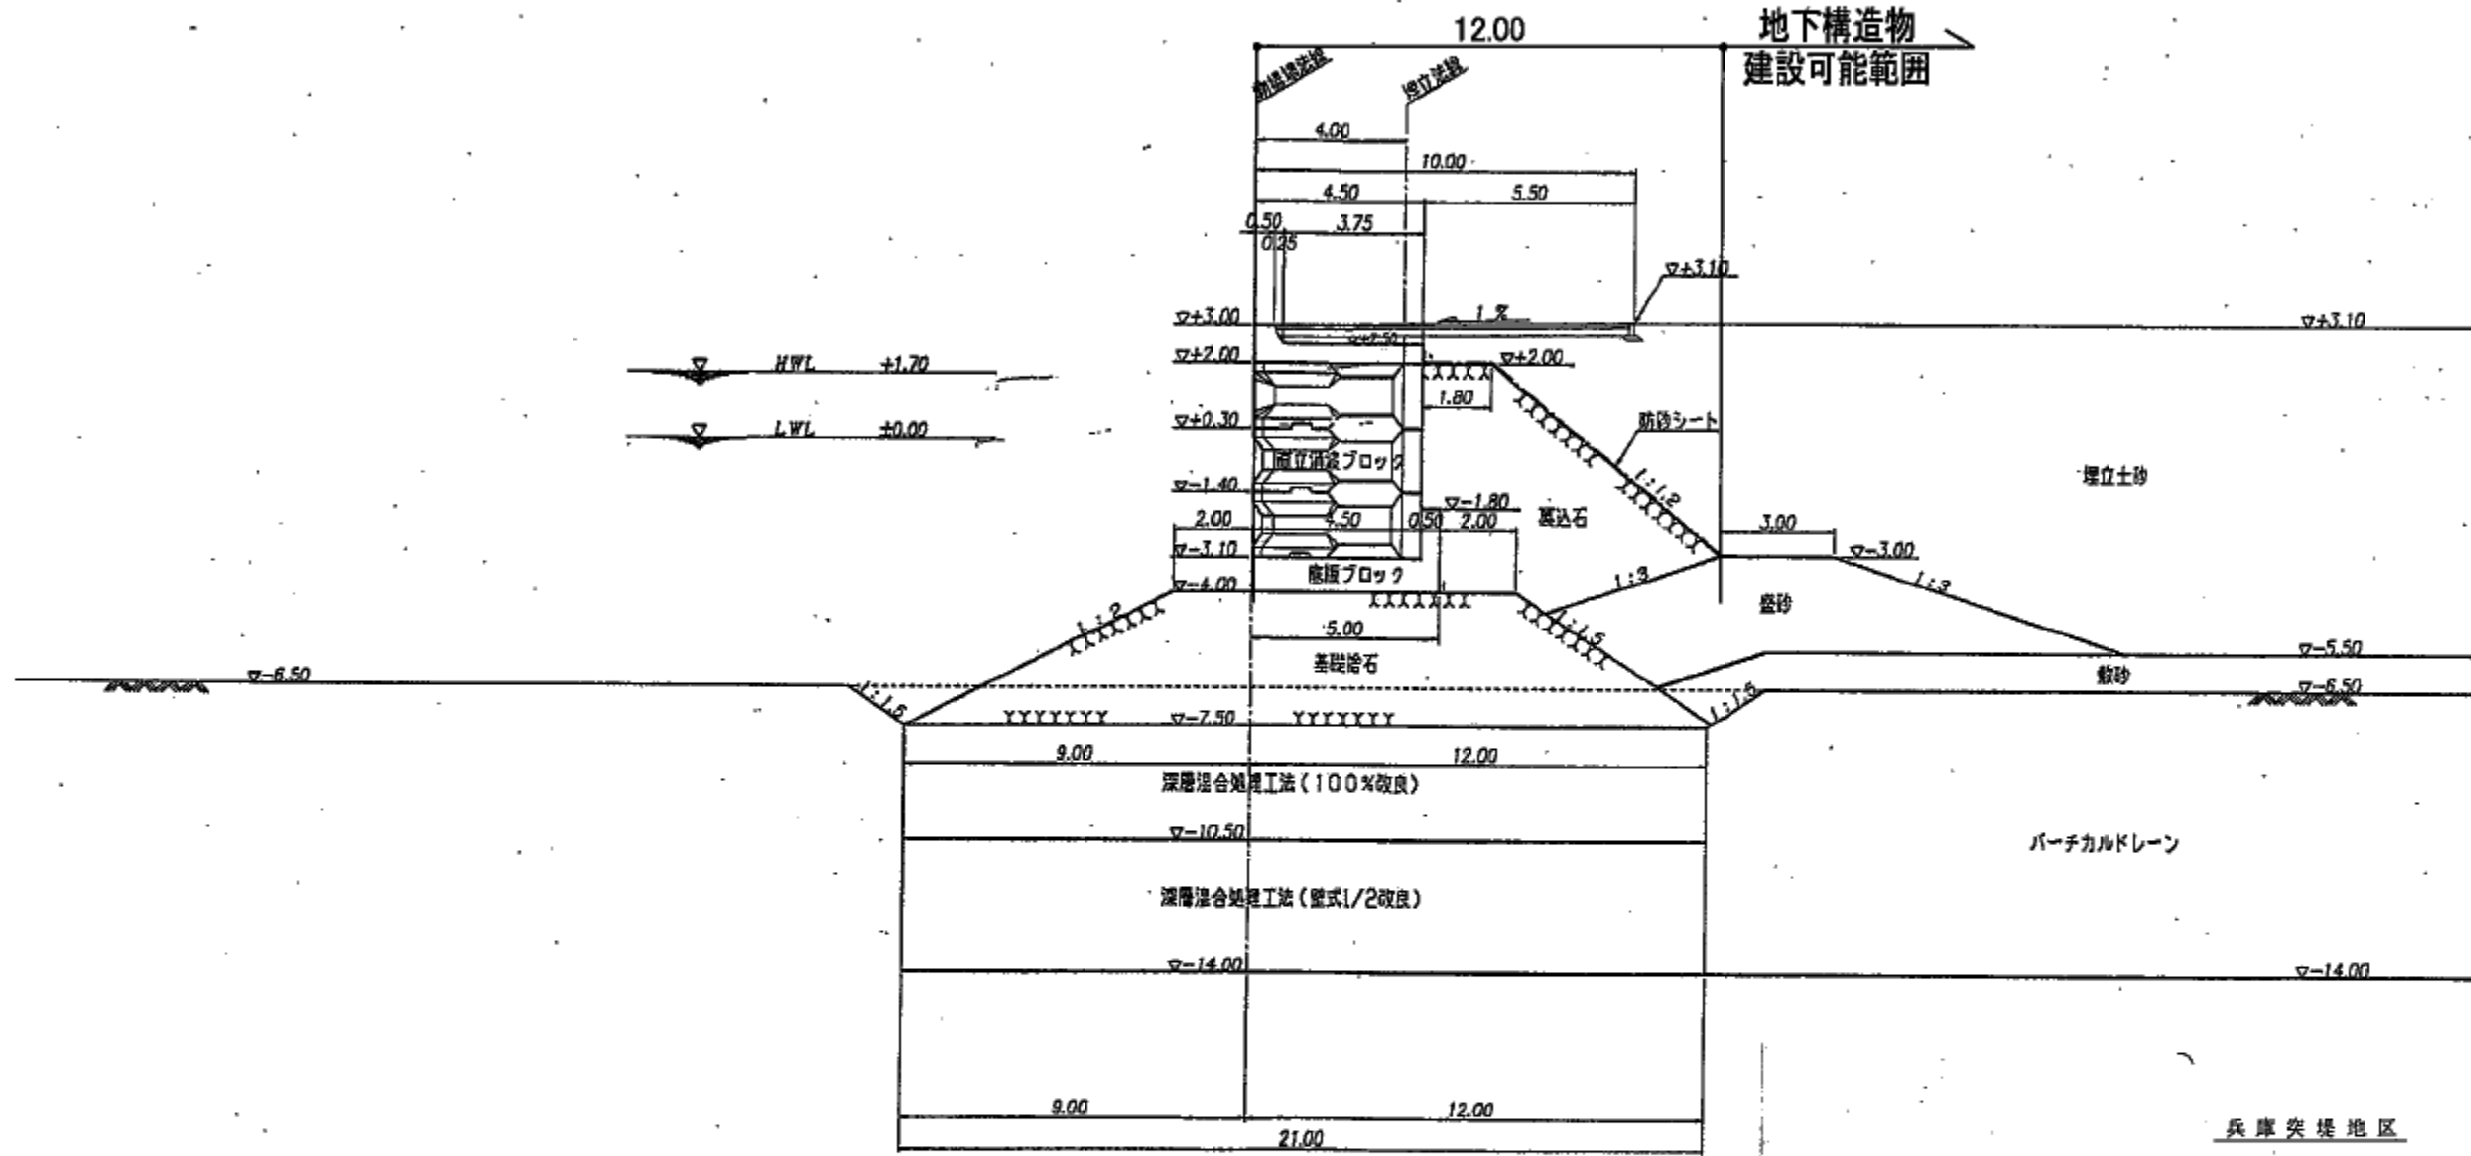 12.00
地下構造物
建設可能範囲
防波堤法線
埋立法線
4.00
10.00
4.50
5.50
0.50
3.75
0.25
▽+3.10
▽+3.00
1 %
▽+3.10
▽+2.50
▽+2.00
▽+2.00
HWL +1.70
1.80
▽+0.30
防砂シート
LWL ±0.00
直立消波ブロック
1:1.2
埋立土砂
▽-1.40
▽-1.80
裏込石
2.00
4.50
0.50
2.00
3.00
▽-3.10
▽-3.00
底版ブロック
1:3
1:3
▽-4.00
盛砂
1:2
1:1.5
5.00
基礎捨石
▽-5.50
▽-6.50
敷砂
▽-6.50
1:1.5
1:1.5
▽-7.50
9.00
12.00
深層混合処理工法(100%改良)
▽-10.50
バーチカルドレーン
深層混合処理工法(壁式1/2改良)
▽-14.00
▽-14.00
9.00
12.00
21.00
兵庫突堤地区